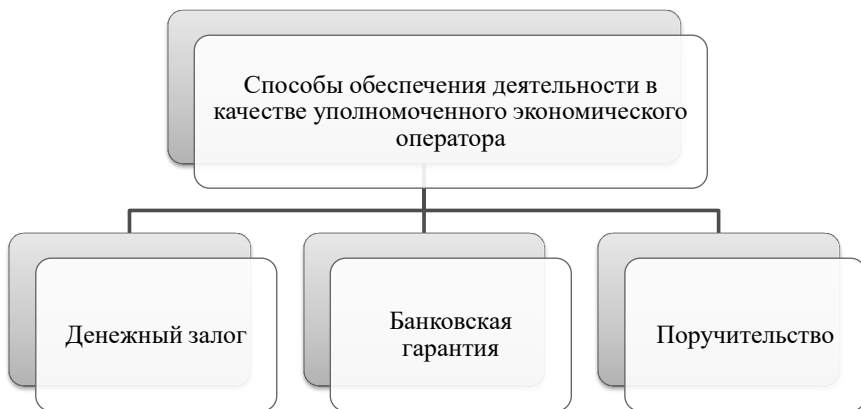 Способы обеспечения деятельности в
качестве уполномоченного экономического
оператора
Денежный залог
Банковская
гарантия
Поручительство